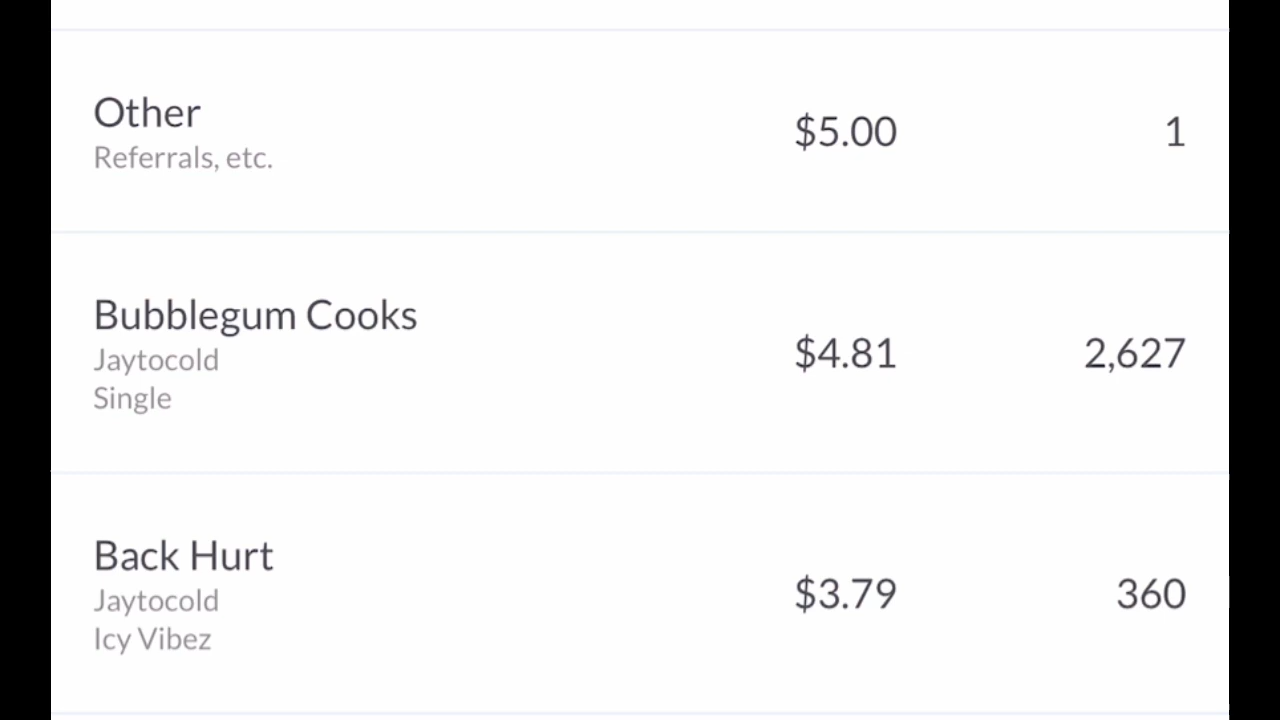 Other
Referrals, etc.
$5.00
1
Bubblegum Cooks
Jaytocold
Single
$4.81
2,627
Back Hurt
Jaytocold
Icy Vibez
$3.79
360